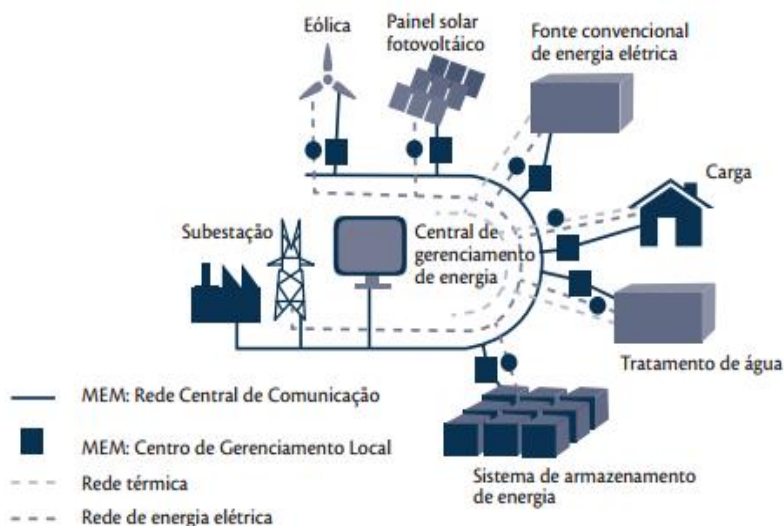 Eólica
Painel solar
fotovoltáico
Fonte convencional
de energia elétrica
Carga
Subestação
Central de
gerenciamento
de energia
Tratamento de água
MEM: Rede Central de Comunicação
MEM: Centro de Gerenciamento Local
Sistema de armazenamento
de energia
Rede térmica
Rede de energia elétrica